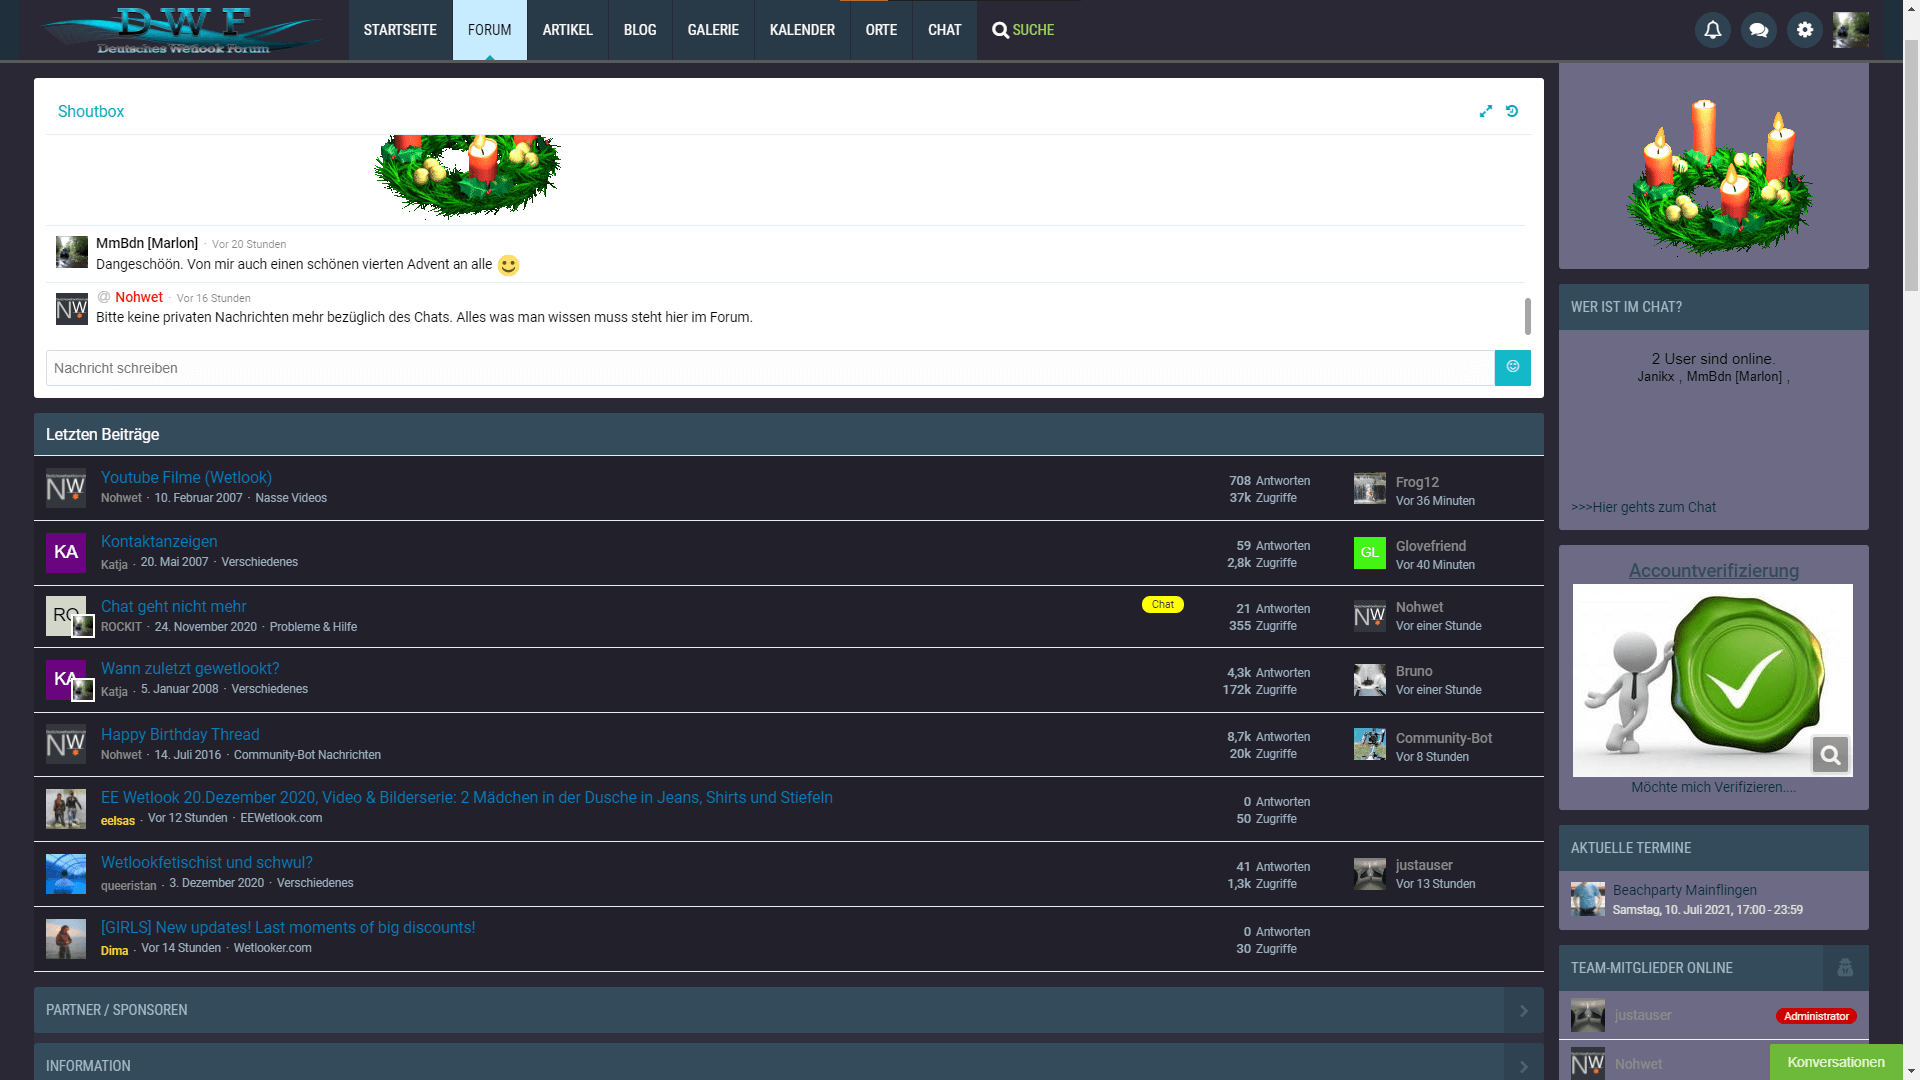 DWF
Deutsches Wetlook Forum
STARTSEITE
FORUM
ARTIKEL
BLOG
GALERIE
KALENDER
ORTE
CHAT
SUCHE
Shoutbox
MmBdn [Marlon] · Vor 20 Stunden
Dangeschöön. Von mir auch einen schönen vierten Advent an alle
NW
@ Nohwet · Vor 16 Stunden
Bitte keine privaten Nachrichten mehr bezüglich des Chats. Alles was man wissen muss steht hier im Forum.
Nachricht schreiben
Letzten Beiträge
NW
Youtube Filme (Wetlook)
Nohwet · 10. Februar 2007 · Nasse Videos
708 Antworten
37k Zugriffe
Frog12
Vor 36 Minuten
KA
Kontaktanzeigen
Katja · 20. Mai 2007 · Verschiedenes
59 Antworten
2,8k Zugriffe
GL
Glovefriend
Vor 40 Minuten
RO
Chat geht nicht mehr
ROCKIT · 24. November 2020 · Probleme & Hilfe
Chat
21 Antworten
355 Zugriffe
NW
Nohwet
Vor einer Stunde
KA
Wann zuletzt gewetlookt?
Katja · 5. Januar 2008 · Verschiedenes
4,3k Antworten
172k Zugriffe
Bruno
Vor einer Stunde
NW
Happy Birthday Thread
Nohwet · 14. Juli 2016 · Community-Bot Nachrichten
8,7k Antworten
20k Zugriffe
Community-Bot
Vor 8 Stunden
EE Wetlook 20.Dezember 2020, Video & Bilderserie: 2 Mädchen in der Dusche in Jeans, Shirts und Stiefeln
eelsas · Vor 12 Stunden · EEWetlook.com
0 Antworten
50 Zugriffe
Wetlookfetischist und schwul?
queeristan · 3. Dezember 2020 · Verschiedenes
41 Antworten
1,3k Zugriffe
justauser
Vor 13 Stunden
[GIRLS] New updates! Last moments of big discounts!
Dima · Vor 14 Stunden · Wetlooker.com
0 Antworten
30 Zugriffe
PARTNER / SPONSOREN
INFORMATION
WER IST IM CHAT?
2 User sind online.
Janikx , MmBdn [Marlon] ,
>>>Hier gehts zum Chat
Accountverifizierung
Möchte mich Verifizieren....
AKTUELLE TERMINE
Beachparty Mainflingen
Samstag, 10. Juli 2021, 17:00 - 23:59
TEAM-MITGLIEDER ONLINE
justauser
Administrator
NW
Nohwet
Konversationen